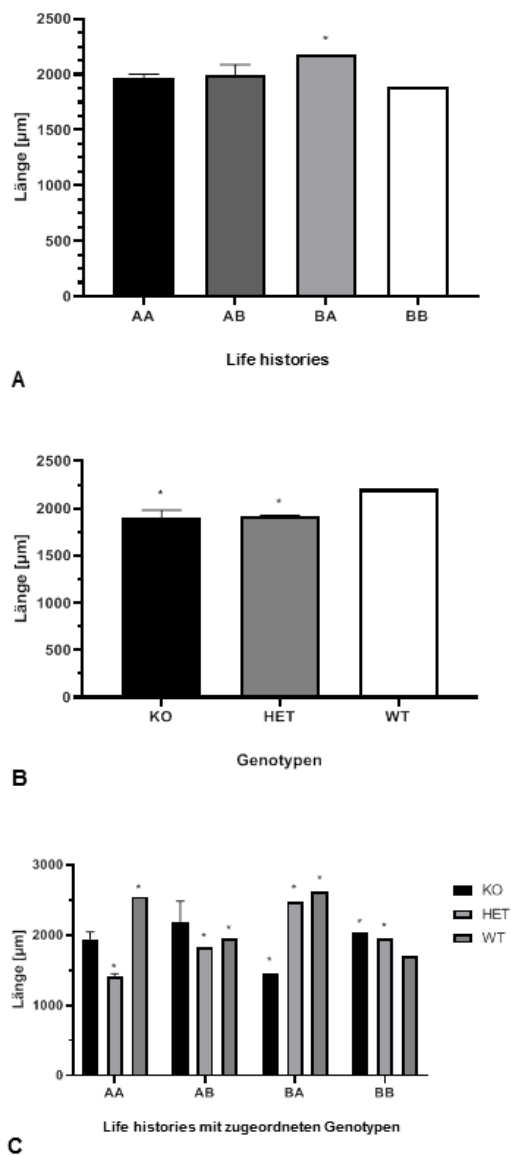 2500
2000
1500
1000
500
0
Länge [µm]
*
AA AB BA BB
Life histories
A
2500
2000
1500
1000
500
0
Länge [µm]
* *
KO HET WT
Genotypen
B
3000
2000
1000
0
Länge [µm]
* * * * * * * * *
KO
HET
WT
AA AB BA BB
Life histories mit zugeordneten Genotypen
C